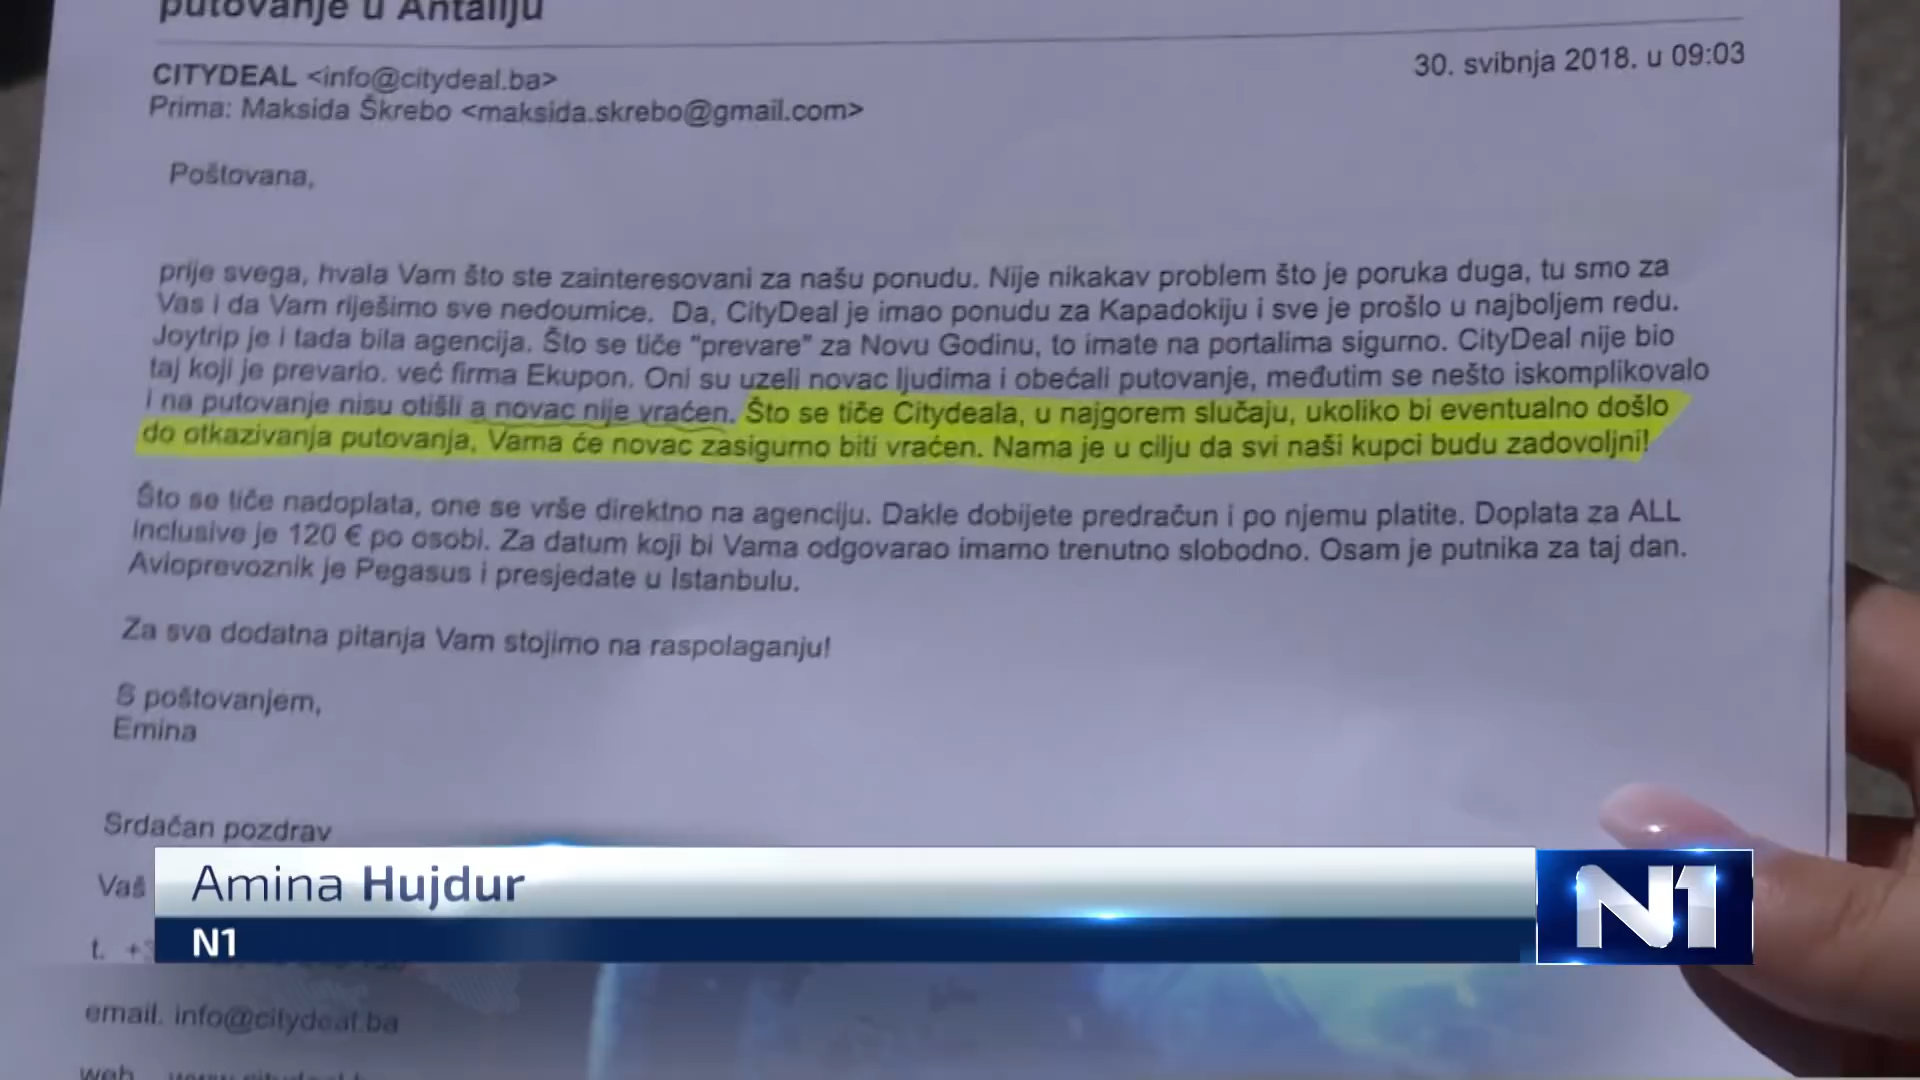 putovanje u Antaliju
CITYDEAL <info@citydeal.ba>
30. svibnja 2018. u 09:03
Prima: Maksida Škrebo <maksida.skrebo@gmail.com>
Poštovana,
prije svega, hvala Vam što ste zainteresovani za našu ponudu. Nije nikakav problem što je poruka duga, tu smo za
Vas i da Vam riješimo sve nedoumice. Da, CityDeal je imao ponudu za Kapadokiju i sve je prošlo u najboljem redu.
Joytrip je i tada bila agencija. Što se tiče "prevare" za Novu Godinu, to imate na portalima sigurno. CityDeal nije bio
taj koji je prevario. već firma Ekupon. Oni su uzeli novac ljudima i obećali putovanje, međutim se nešto iskomplikovalo
i na putovanje nisu otišli a novac nije vraćen. Što se tiče Citydeala, u najgorem slučaju, ukoliko bi eventualno došlo
do otkazivanja putovanja, Vama će novac zasigurno biti vraćen. Nama je u cilju da svi naši kupci budu zadovoljni!
Što se tiče nadoplata, one se vrše direktno na agenciju. Dakle dobijete predračun i po njemu platite. Doplata za ALL
Inclusive je 120 € po osobi. Za datum koji bi Vama odgovarao imamo trenutno slobodno. Osam je putnika za taj dan.
Avioprevoznik je Pegasus i presjedate u Istanbulu.
Za sva dodatna pitanja Vam stojimo na raspolaganju!
S poštovanjem,
Emina
Srdačan pozdrav
Vaš
Amina Hujdur
N1
N1
t.
email. info@citydeal.ba
web